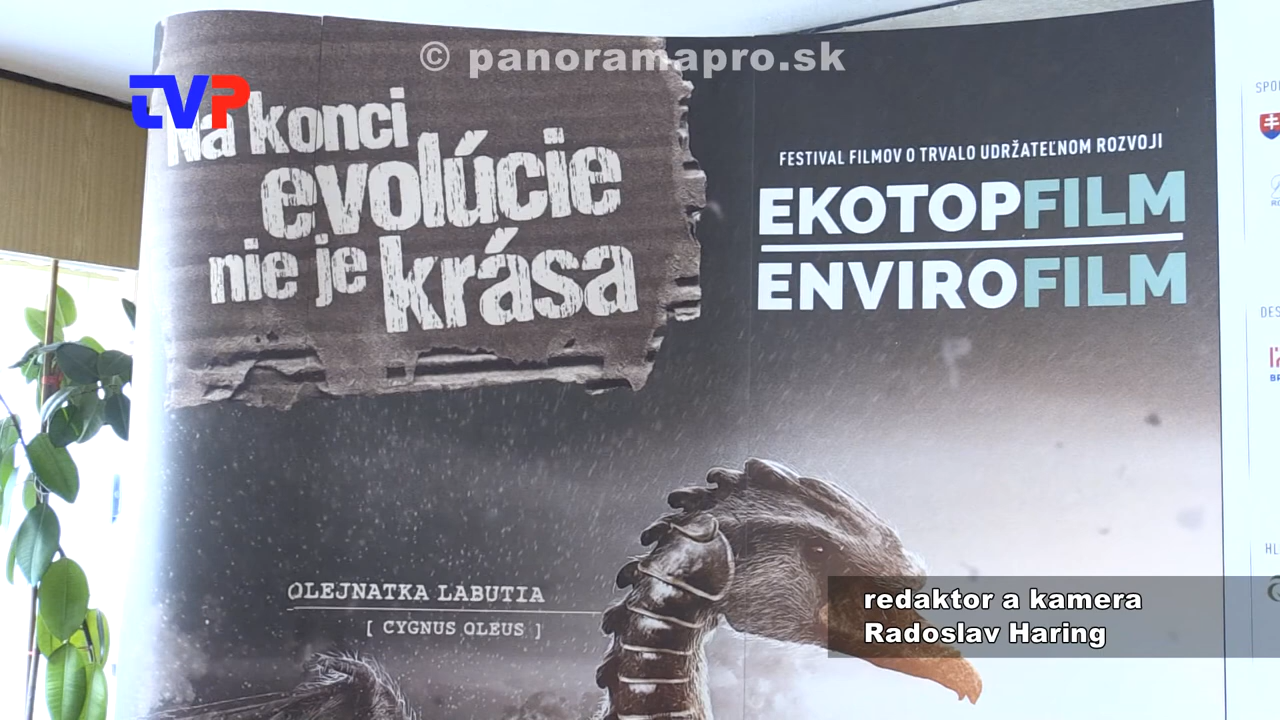 © panoramapro.sk
TVP
Na konci
evolúcie
nie je krása
FESTIVAL FILMOV O TRVALO UDRŽATEĽNOM ROZVOJI
EKOTOPFILM
ENVIROFILM
OLEJNATKA LABUTIA
[ CYGNUS OLEUS ]
redaktor a kamera
Radoslav Haring